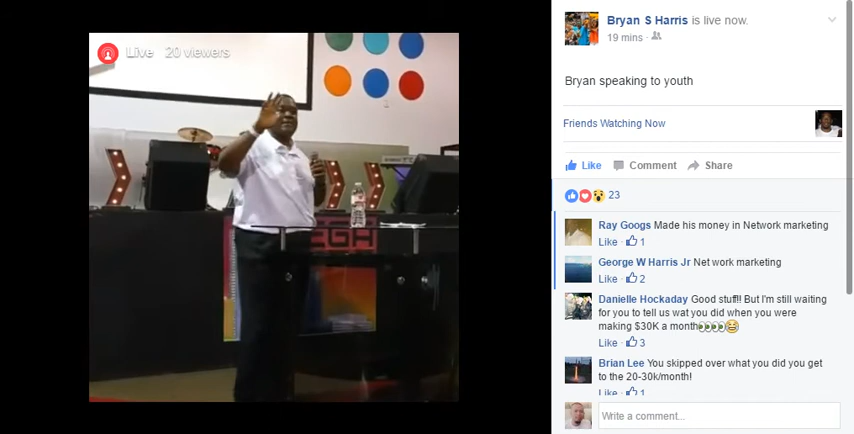 Live 20 viewers
Bryan S Harris is live now.
19 mins ·
Bryan speaking to youth
Friends Watching Now
Like Comment Share
23
Ray Googs Made his money in Network marketing
Like · 1
George W Harris Jr Net work marketing
Like · 2
Danielle Hockaday Good stuff!! But I'm still waiting
for you to tell us wat you did when you were
making $30K a month
Like · 3
Brian Lee You skipped over what you did you get
to the 20-30k/month!
Like · 1
Write a comment...